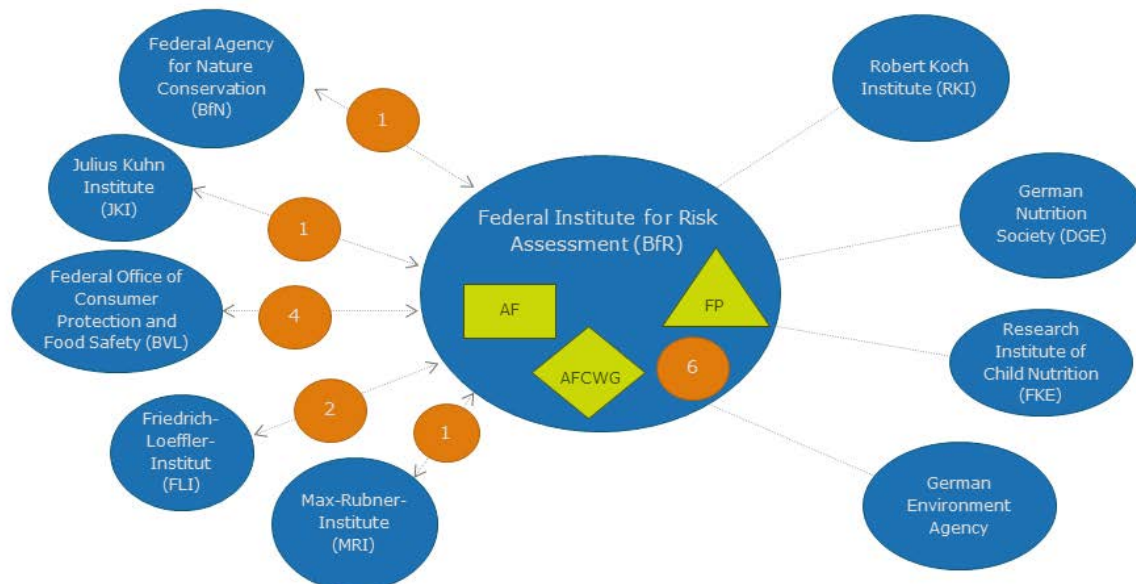 Federal Agency
for Nature
Conservation
(BfN)
1
Julius Kuhn
Institute
(JKI)
1
Federal Office of
Consumer
Protection and
Food Safety (BVL)
4
Friedrich-
Loeffler-
Institut
(FLI)
2
Max-Rubner-
Institute
(MRI)
1
Federal Institute for Risk
Assessment (BfR)
AF
FP
AFCWG
6
Robert Koch
Institute (RKI)
German
Nutrition
Society (DGE)
Research
Institute of
Child Nutrition
(FKE)
German
Environment
Agency